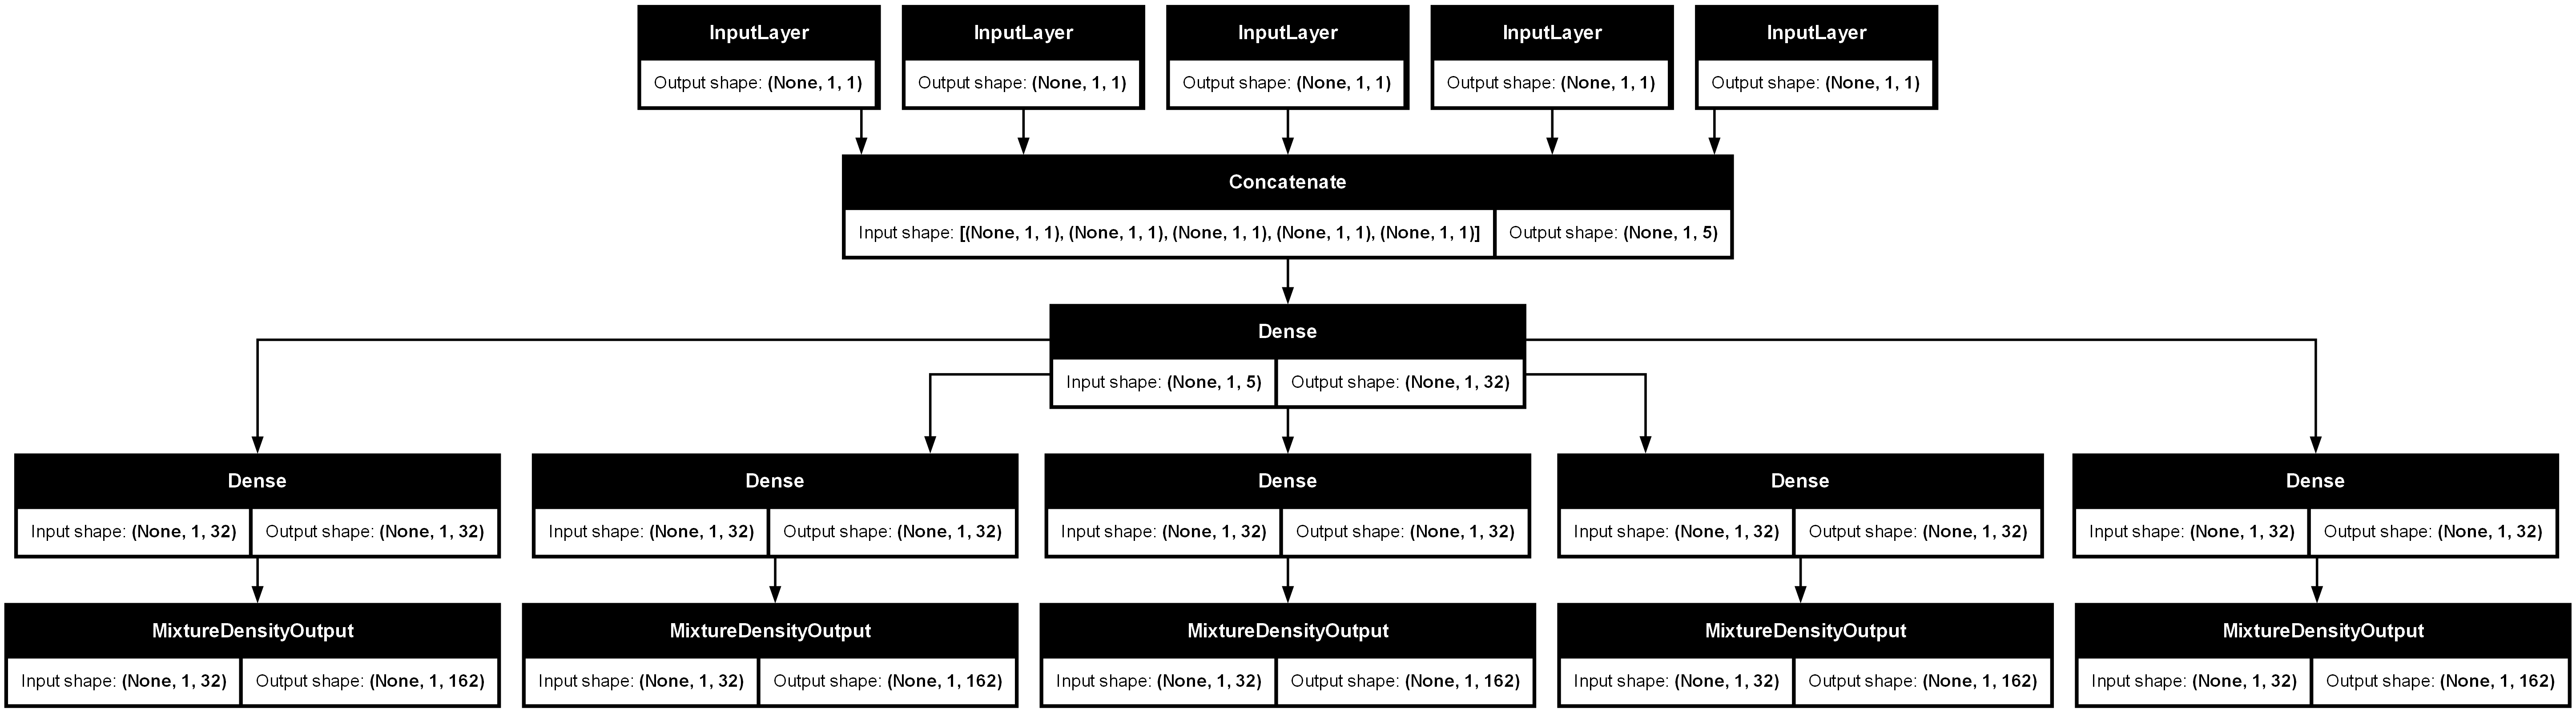 InputLayer InputLayer InputLayer InputLayer InputLayer
Output shape: (None, 1, 1) Output shape: (None, 1, 1) Output shape: (None, 1, 1) Output shape: (None, 1, 1) Output shape: (None, 1, 1)
Concatenate
Input shape: [(None, 1, 1), (None, 1, 1), (None, 1, 1), (None, 1, 1), (None, 1, 1)] Output shape: (None, 1, 5)
Dense
Input shape: (None, 1, 5) Output shape: (None, 1, 32)
Dense Dense Dense Dense Dense
Input shape: (None, 1, 32) Output shape: (None, 1, 32) Input shape: (None, 1, 32) Output shape: (None, 1, 32) Input shape: (None, 1, 32) Output shape: (None, 1, 32) Input shape: (None, 1, 32) Output shape: (None, 1, 32) Input shape: (None, 1, 32) Output shape: (None, 1, 32)
MixtureDensityOutput MixtureDensityOutput MixtureDensityOutput MixtureDensityOutput MixtureDensityOutput
Input shape: (None, 1, 32) Output shape: (None, 1, 162) Input shape: (None, 1, 32) Output shape: (None, 1, 162) Input shape: (None, 1, 32) Output shape: (None, 1, 162) Input shape: (None, 1, 32) Output shape: (None, 1, 162) Input shape: (None, 1, 32) Output shape: (None, 1, 162)